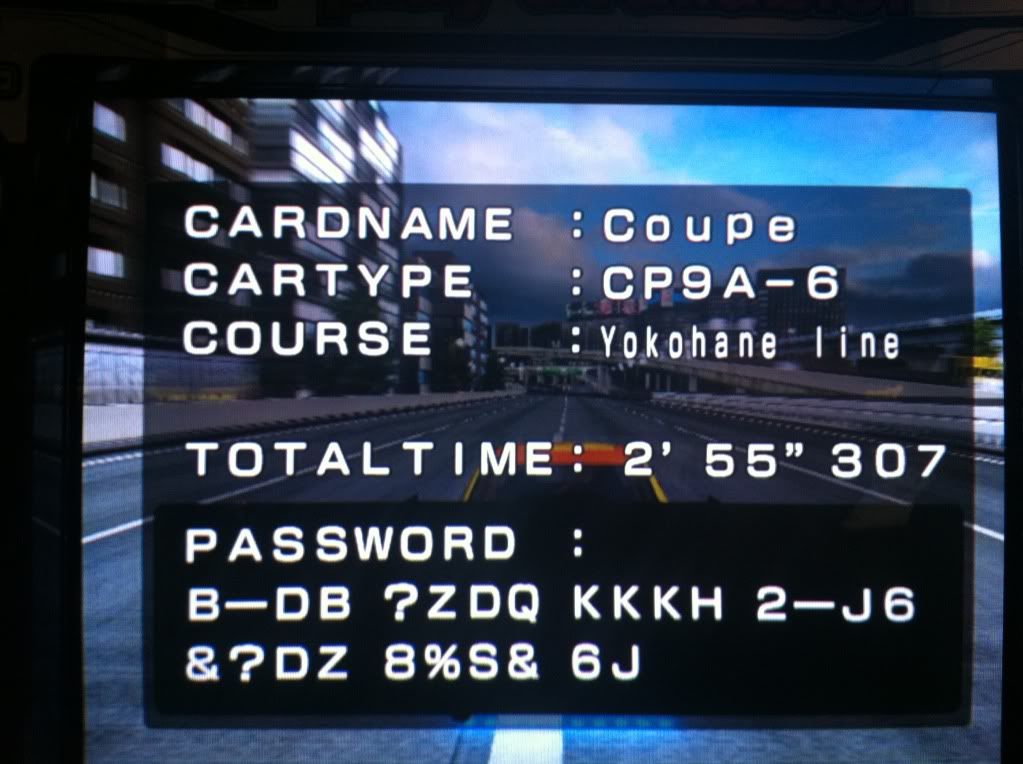 CARDNAME : Coupe
CARTYPE : CP9A-6
COURSE : Yokohane line
TOTALTIME: 2' 55" 307
PASSWORD :
B-DB ?ZDQ KKKH 2-J6
&?DZ 8%S& 6J